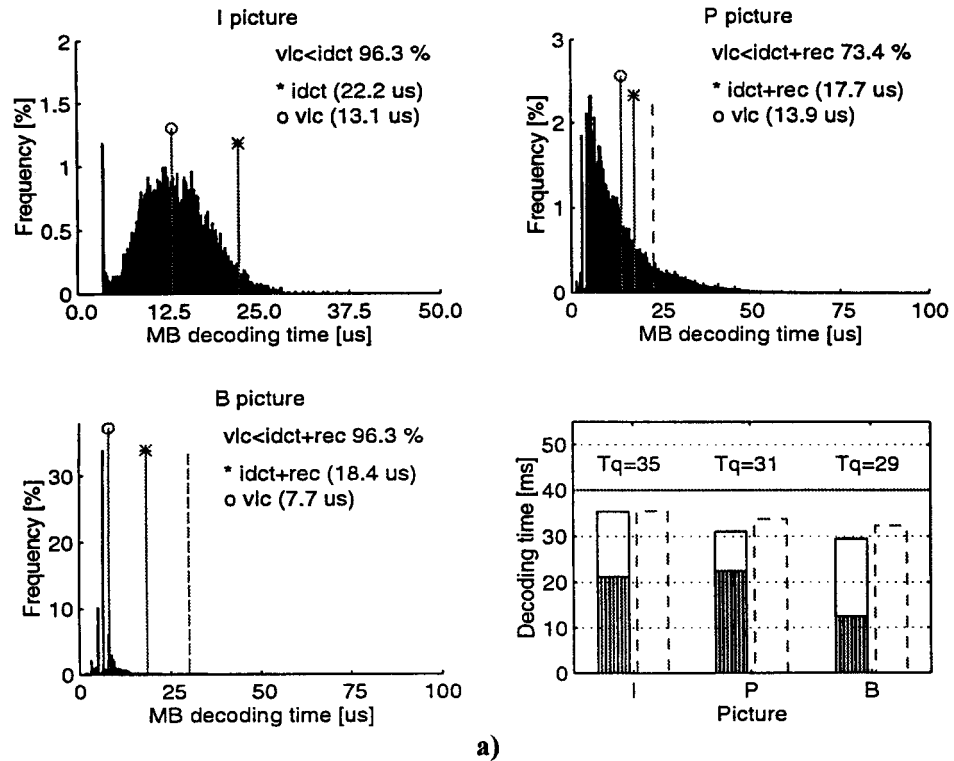 I picture
2
1.5
1
0.5
0
Frequency [%]
vlc<idct 96.3 %
* idct (22.2 us)
o vlc (13.1 us)
0.0 12.5 25.0 37.5 50.0
MB decoding time [us]
P picture
3
2
1
0
Frequency [%]
vlc<idct+rec 73.4 %
* idct+rec (17.7 us)
o vlc (13.9 us)
0 25 50 75 100
MB decoding time [us]
B picture
30
20
10
0
Frequency [%]
vlc<idct+rec 96.3 %
* idct+rec (18.4 us)
o vlc (7.7 us)
0 25 50 75 100
MB decoding time [us]
50
40
30
20
10
0
Decoding time [ms]
Tq=35 Tq=31 Tq=29
I P B
Picture
a)